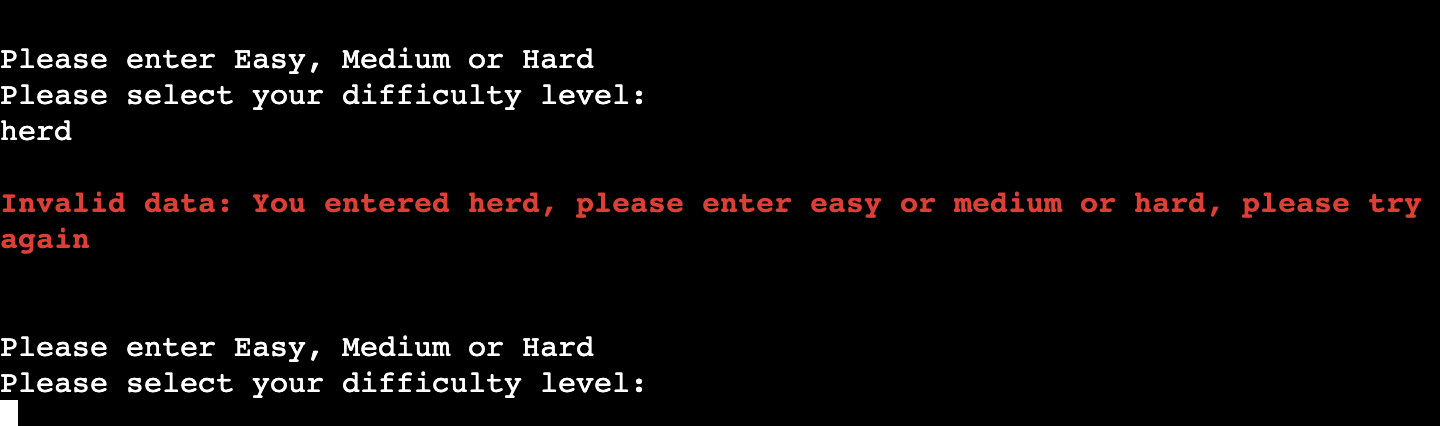 Please enter Easy, Medium or Hard
Please select your difficulty level:
herd
Invalid data: You entered herd, please enter easy or medium or hard, please try
again
Please enter Easy, Medium or Hard
Please select your difficulty level: